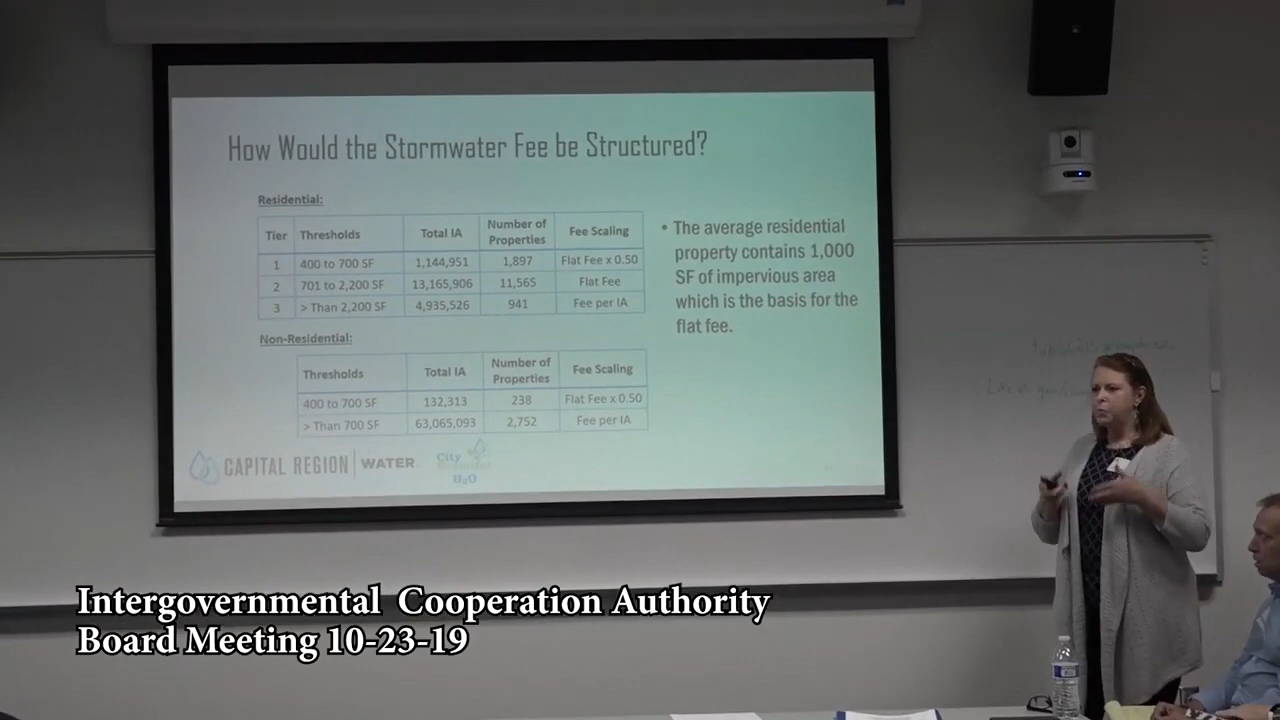 How Would the Stormwater Fee be Structured?
Residential:
Tier Thresholds Total IA Number of Properties Fee Scaling
1 400 to 700 SF 1,144,951 1,897 Flat Fee x 0.50
2 701 to 2,200 SF 13,165,906 11,565 Flat Fee
3 > Than 2,200 SF 4,935,526 941 Fee per IA
Non-Residential:
Thresholds Total IA Number of Properties Fee Scaling
400 to 700 SF 132,313 238 Flat Fee x 0.50
> Than 700 SF 63,065,093 2,752 Fee per IA
• The average residential
property contains 1,000
SF of impervious area
which is the basis for the
flat fee.
CAPITAL REGION | WATER
City
H2O
Intergovernmental Cooperation Authority
Board Meeting 10-23-19